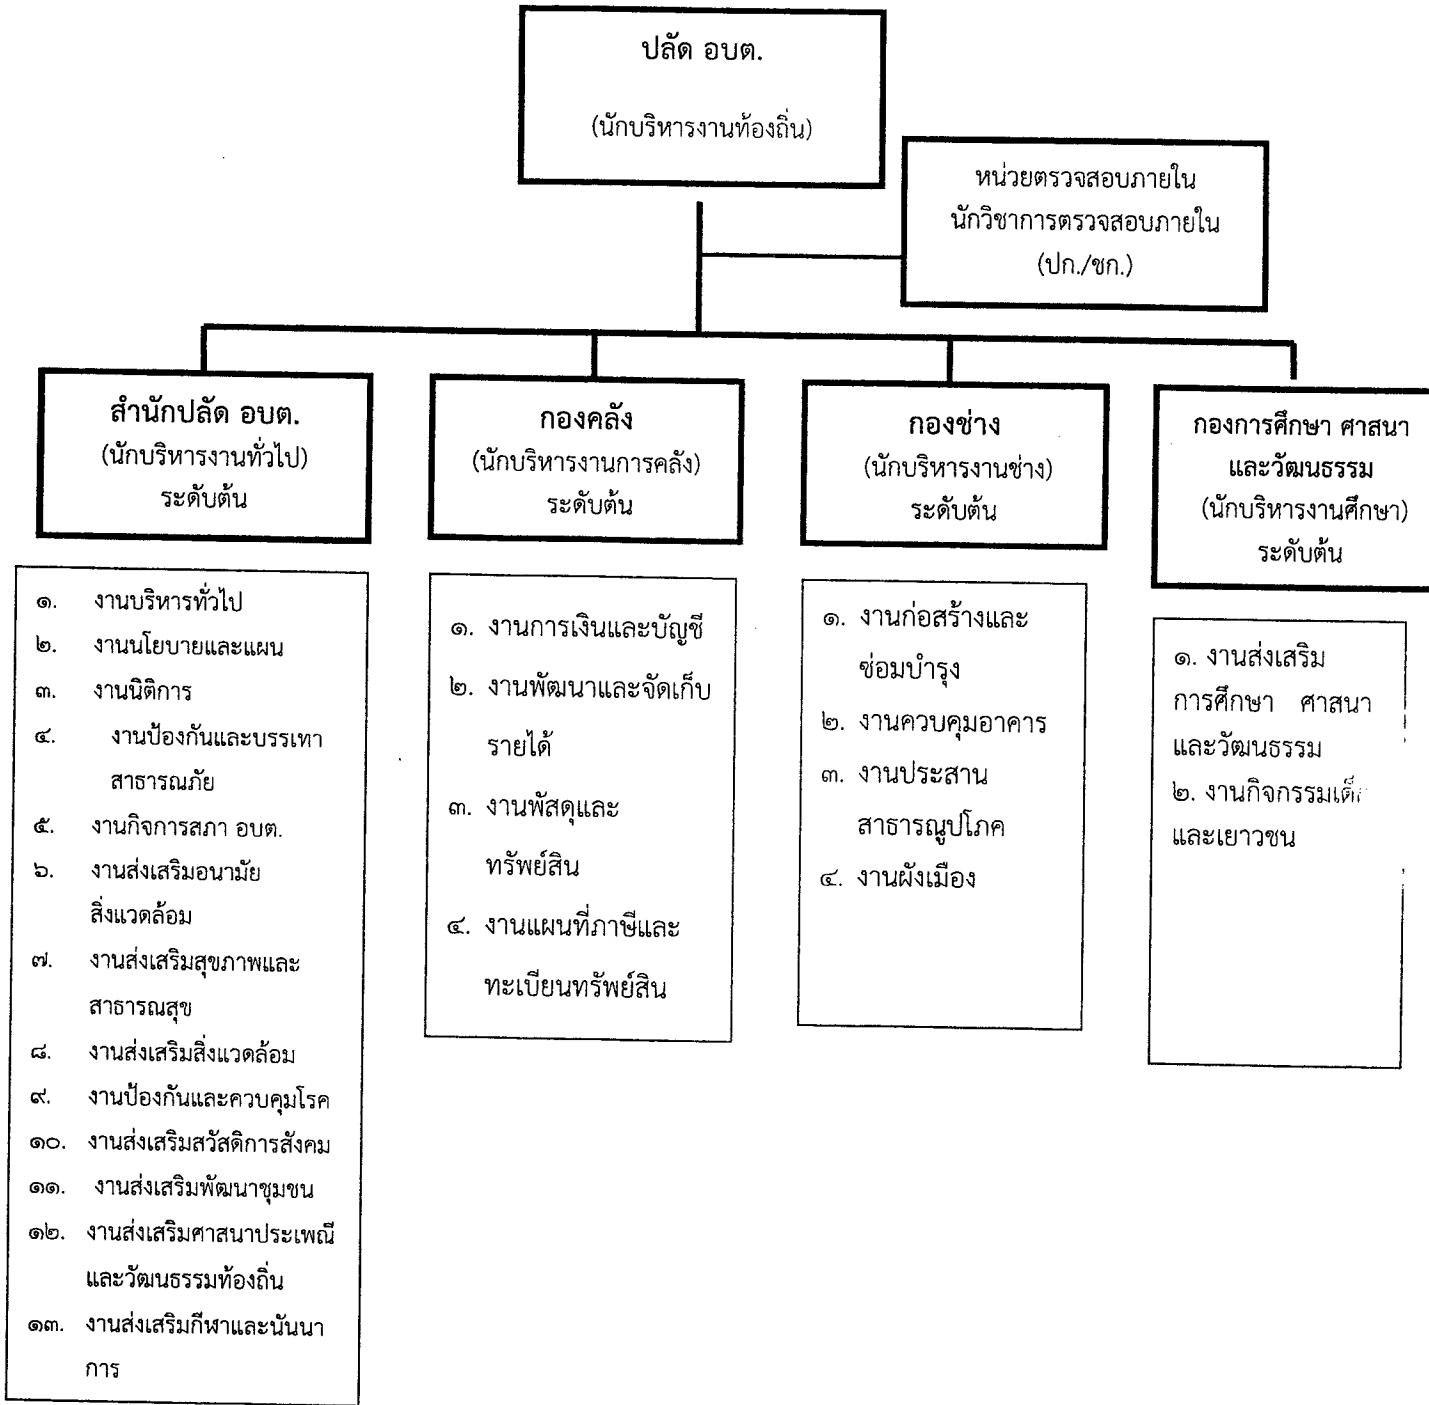 ปลัด อบต.
(นักบริหารงานท้องถิ่น)
หน่วยตรวจสอบภายใน
นักวิชาการตรวจสอบภายใน
(ปก./ชก.)
สำนักปลัด อบต.
(นักบริหารงานทั่วไป)
ระดับต้น
กองคลัง
(นักบริหารงานการคลัง)
ระดับต้น
กองช่าง
(นักบริหารงานช่าง)
ระดับต้น
กองการศึกษา ศาสนา
และวัฒนธรรม
(นักบริหารงานศึกษา)
ระดับต้น
๑. งานบริหารทั่วไป
๒. งานนโยบายและแผน
๓. งานนิติการ
๔. งานป้องกันและบรรเทา
สาธารณภัย
๕. งานกิจการสภา อบต.
๖. งานส่งเสริมอนามัย
สิ่งแวดล้อม
๗. งานส่งเสริมสุขภาพและ
สาธารณสุข
๘. งานส่งเสริมสิ่งแวดล้อม
๙. งานป้องกันและควบคุมโรค
๑๐. งานส่งเสริมสวัสดิการสังคม
๑๑. งานส่งเสริมพัฒนาชุมชน
๑๒. งานส่งเสริมศาสนาประเพณี
และวัฒนธรรมท้องถิ่น
๑๓. งานส่งเสริมกีฬาและนันนา
การ
๑. งานการเงินและบัญชี
๒. งานพัฒนาและจัดเก็บ
รายได้
๓. งานพัสดุและ
ทรัพย์สิน
๔. งานแผนที่ภาษีและ
ทะเบียนทรัพย์สิน
๑. งานก่อสร้างและ
ซ่อมบำรุง
๒. งานควบคุมอาคาร
๓. งานประสาน
สาธารณูปโภค
๔. งานผังเมือง
๑. งานส่งเสริม
การศึกษา ศาสนา
และวัฒนธรรม
๒. งานกิจกรรมเด็ก
และเยาวชน